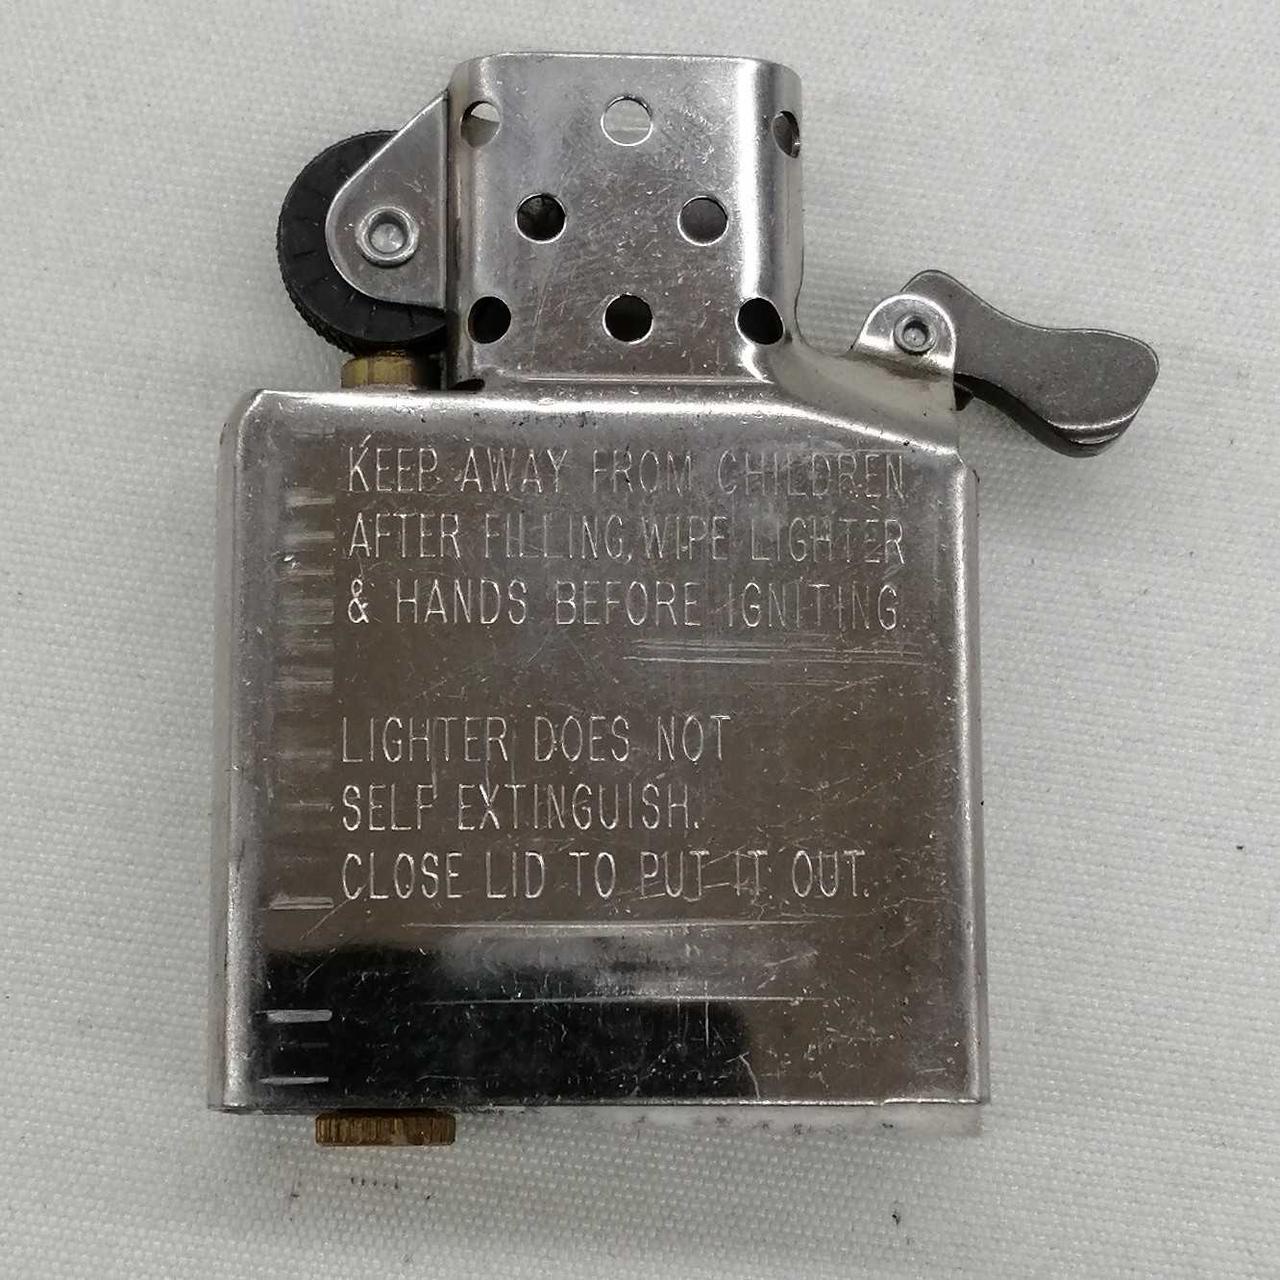 KEEP AWAY FROM CHILDREN
AFTER FILLING, WIPE LIGHTER
& HANDS BEFORE IGNITING.
LIGHTER DOES NOT
SELF EXTINGUISH.
CLOSE LID TO PUT IT OUT.